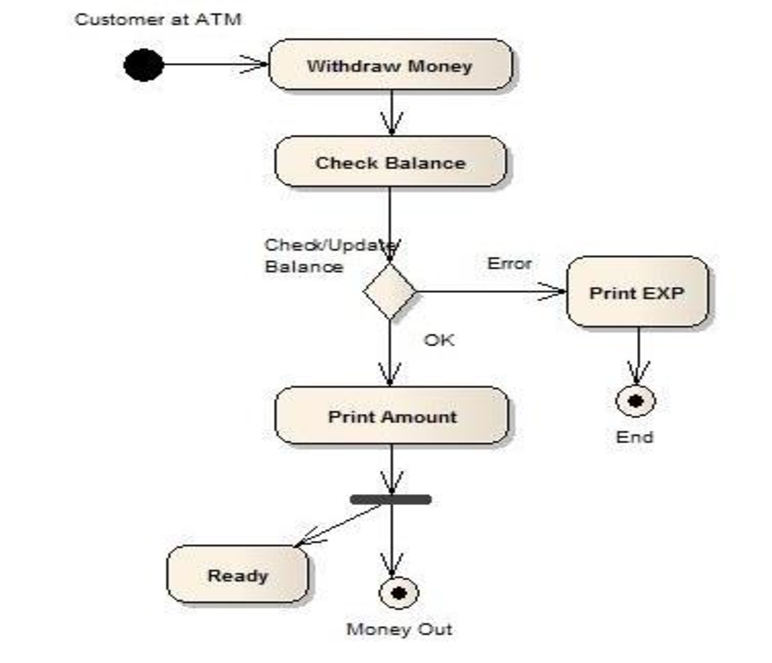 Customer at ATM
Withdraw Money
Check Balance
Check/Update
Balance
Error
Print EXP
OK
Print Amount
End
Ready
Money Out